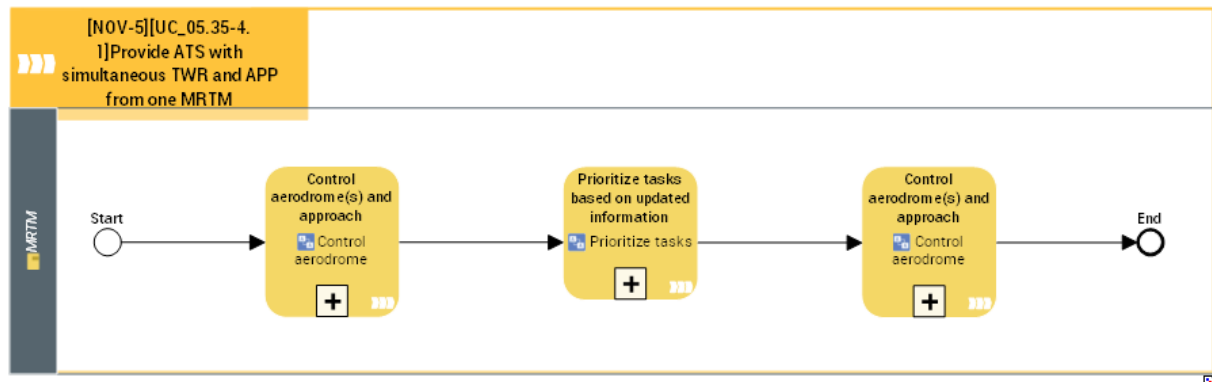 [NOV-5][UC_05.35-4.
1]Provide ATS with
simultaneous TWR and APP
from one MRTM
MRTM
Start
Control
aerodrome(s) and
approach
Control
aerodrome
Prioritize tasks
based on updated
information
Prioritize tasks
Control
aerodrome(s) and
approach
Control
aerodrome
End